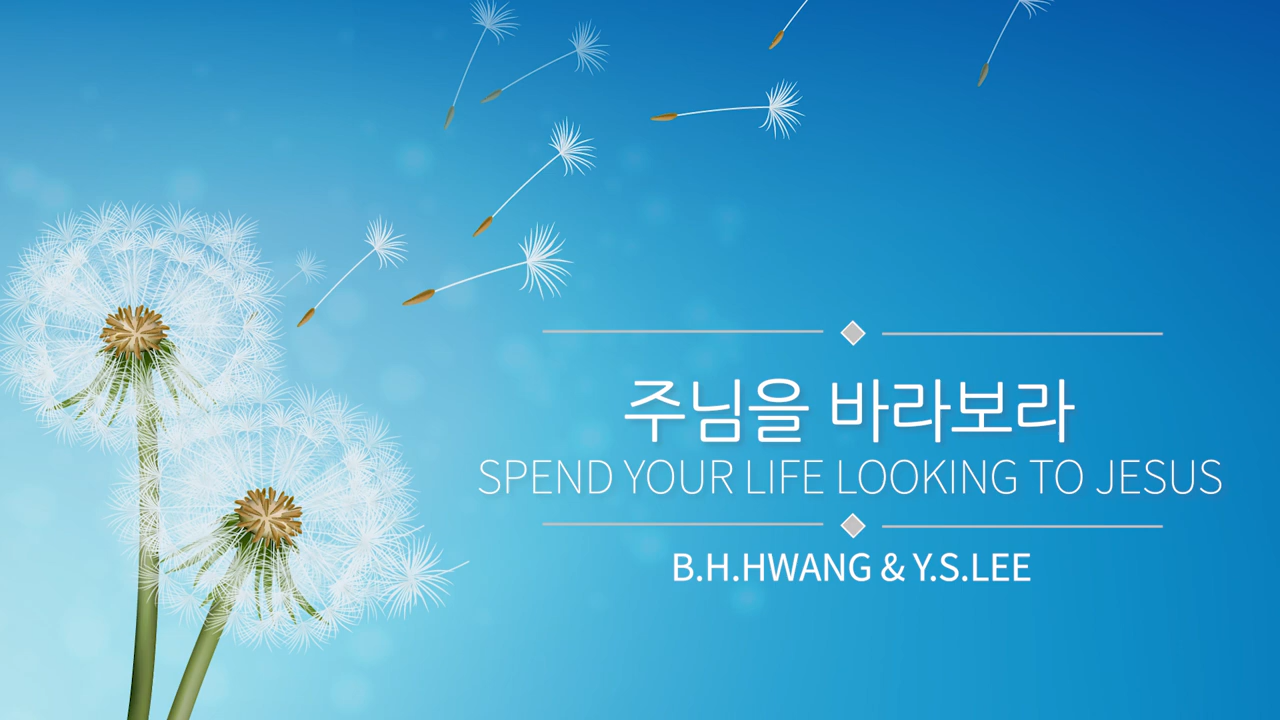 주님을 바라보라
SPEND YOUR LIFE LOOKING TO JESUS
B.H.HWANG & Y.S.LEE